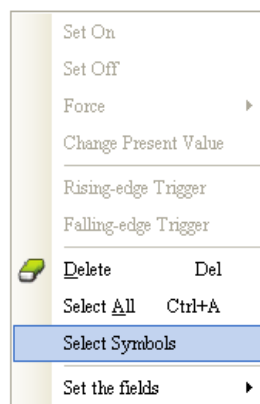 Set On
Set Off
Force
Change Present Value
Rising-edge Trigger
Falling-edge Trigger
Delete Del
Select All Ctrl+A
Select Symbols
Set the fields